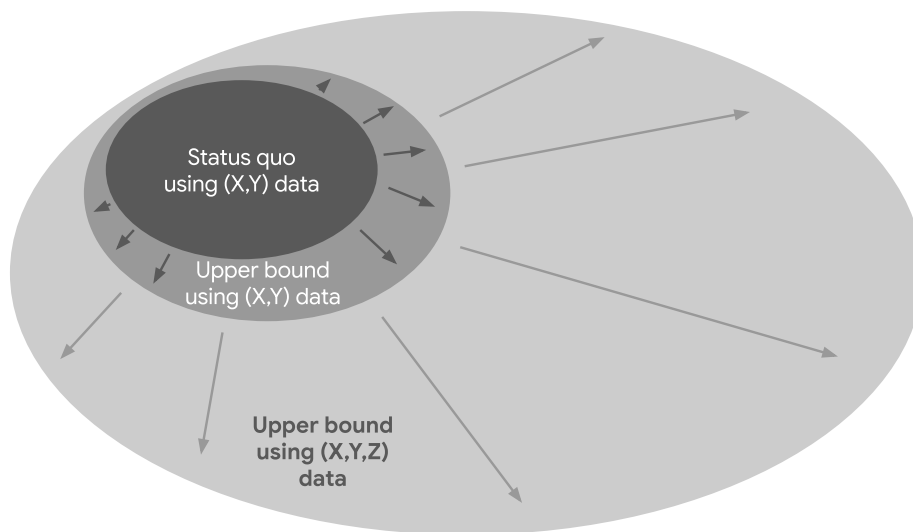 Status quo
using (X,Y) data
Upper bound
using (X,Y) data
Upper bound
using (X,Y,Z)
data